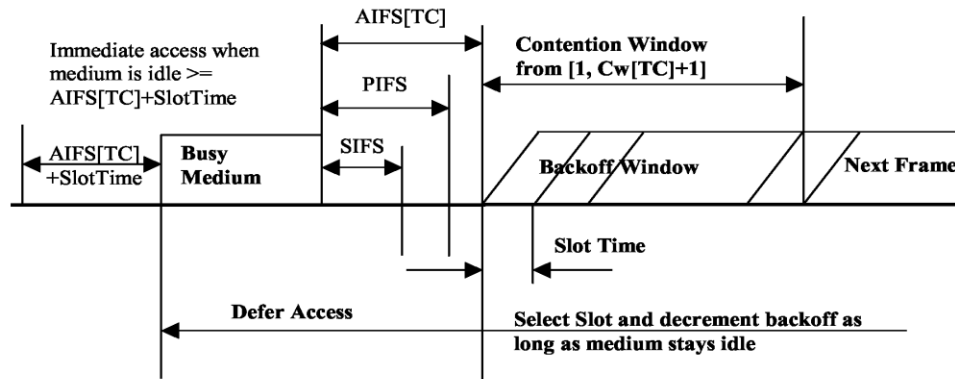 AIFS[TC]
Immediate access when
medium is idle >=
AIFS[TC]+SlotTime
Contention Window
from [1, Cw[TC]+1]
PIFS
AIFS[TC]
+SlotTime
Busy
Medium
SIFS
Backoff Window
Next Frame
Slot Time
Defer Access
Select Slot and decrement backoff as
long as medium stays idle